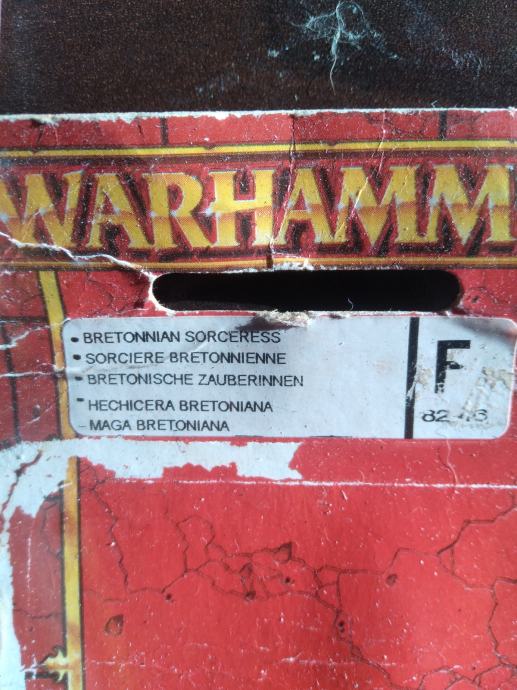 WARHAMM
• BRETONNIAN SORCERESS
• SORCIERE BRETONNIENNE
• BRETONISCHE ZAUBERINNEN
- HECHICERA BRETONIANA
- MAGA BRETONIANA
F